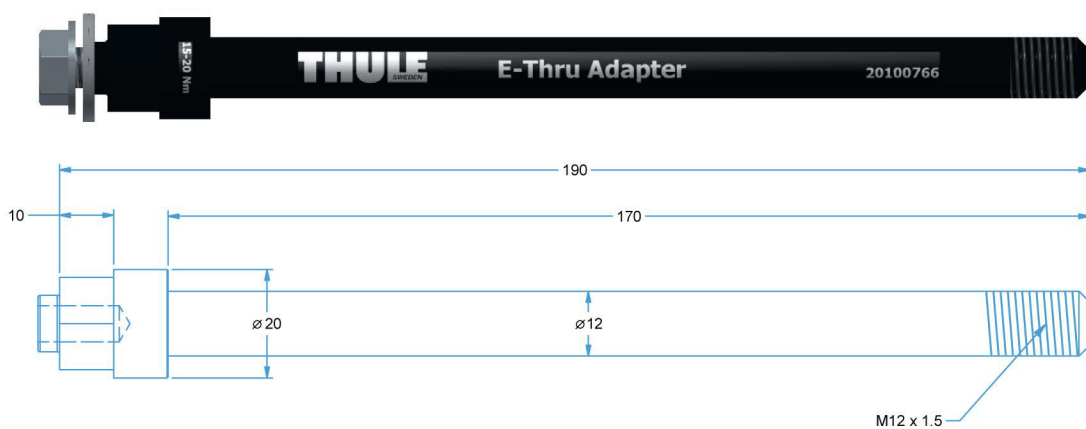 15-20 Nm
THULE
SWEDEN
E-Thru Adapter
20100766
190
10
170
⌀20
⌀12
M12 x 1.5